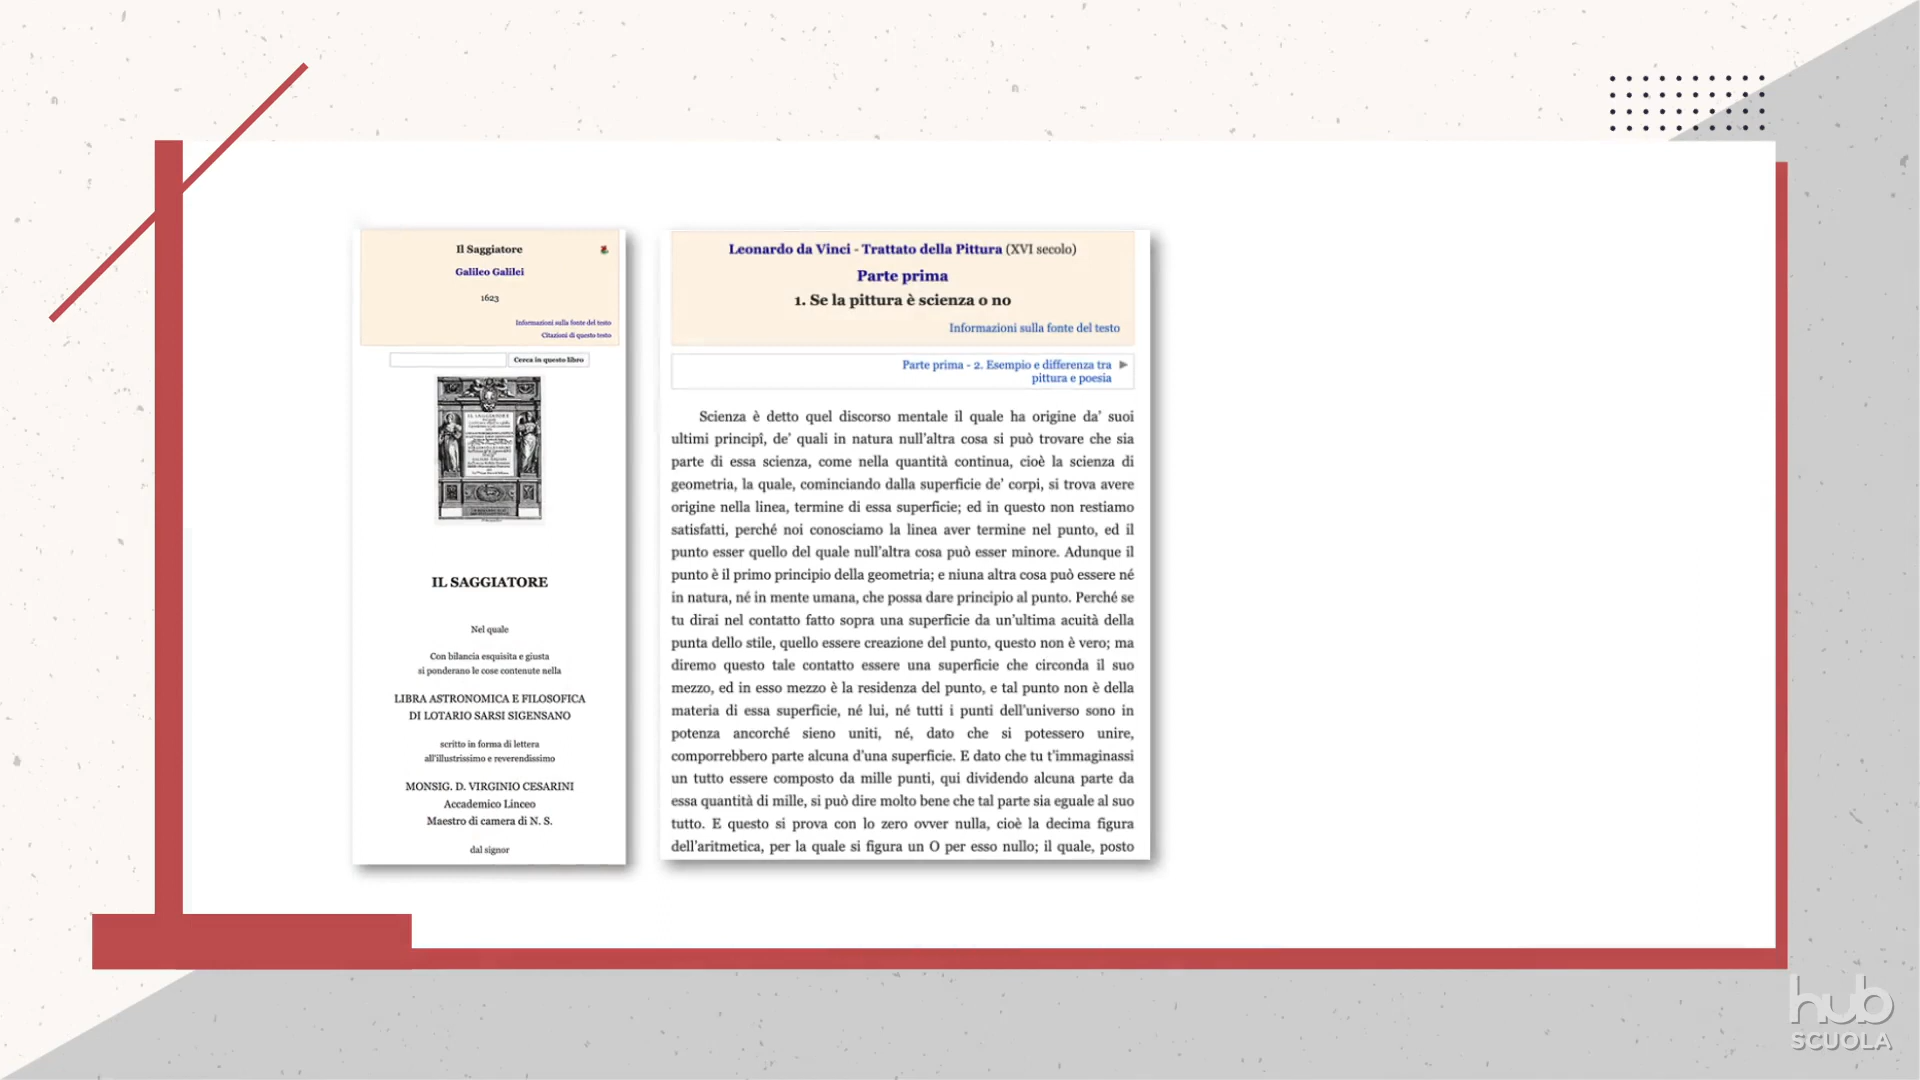 Il Saggiatore
Galileo Galilei
1623
Informazioni sulla fonte del testo
Citazioni di questo testo
Cerca in questo libro
IL SAGGIATORE
Nel quale
Con bilancia esquisita e giusta
si ponderano le cose contenute nella
LIBRA ASTRONOMICA E FILOSOFICA
DI LOTARIO SARSI SIGENSANO
scritto in forma di lettera
all'illustrissimo e reverendissimo
MONSIG. D. VIRGINIO CESARINI
Accademico Linceo
Maestro di camera di N. S.
dal signor
Leonardo da Vinci - Trattato della Pittura (XVI secolo)
Parte prima
1. Se la pittura è scienza o no
Informazioni sulla fonte del testo
Parte prima - 2. Esempio e differenza tra ▶
pittura e poesia
Scienza è detto quel discorso mentale il quale ha origine da' suoi
ultimi principî, de' quali in natura null'altra cosa si può trovare che sia
parte di essa scienza, come nella quantità continua, cioè la scienza di
geometria, la quale, cominciando dalla superficie de' corpi, si trova avere
origine nella linea, termine di essa superficie; ed in questo non restiamo
satisfatti, perché noi conosciamo la linea aver termine nel punto, ed il
punto esser quello del quale null'altra cosa può esser minore. Adunque il
punto è il primo principio della geometria; e niuna altra cosa può essere né
in natura, né in mente umana, che possa dare principio al punto. Perché se
tu dirai nel contatto fatto sopra una superficie da un'ultima acuità della
punta dello stile, quello essere creazione del punto, questo non è vero; ma
diremo questo tale contatto essere una superficie che circonda il suo
mezzo, ed in esso mezzo è la residenza del punto, e tal punto non è della
materia di essa superficie, né lui, né tutti i punti dell'universo sono in
potenza ancorché sieno uniti, né, dato che si potessero unire,
comporrebbero parte alcuna d'una superficie. E dato che tu t'immaginassi
un tutto essere composto da mille punti, qui dividendo alcuna parte da
essa quantità di mille, si può dire molto bene che tal parte sia eguale al suo
tutto. E questo si prova con lo zero ovver nulla, cioè la decima figura
dell'aritmetica, per la quale si figura un O per esso nullo; il quale, posto
hub
SCUOLA